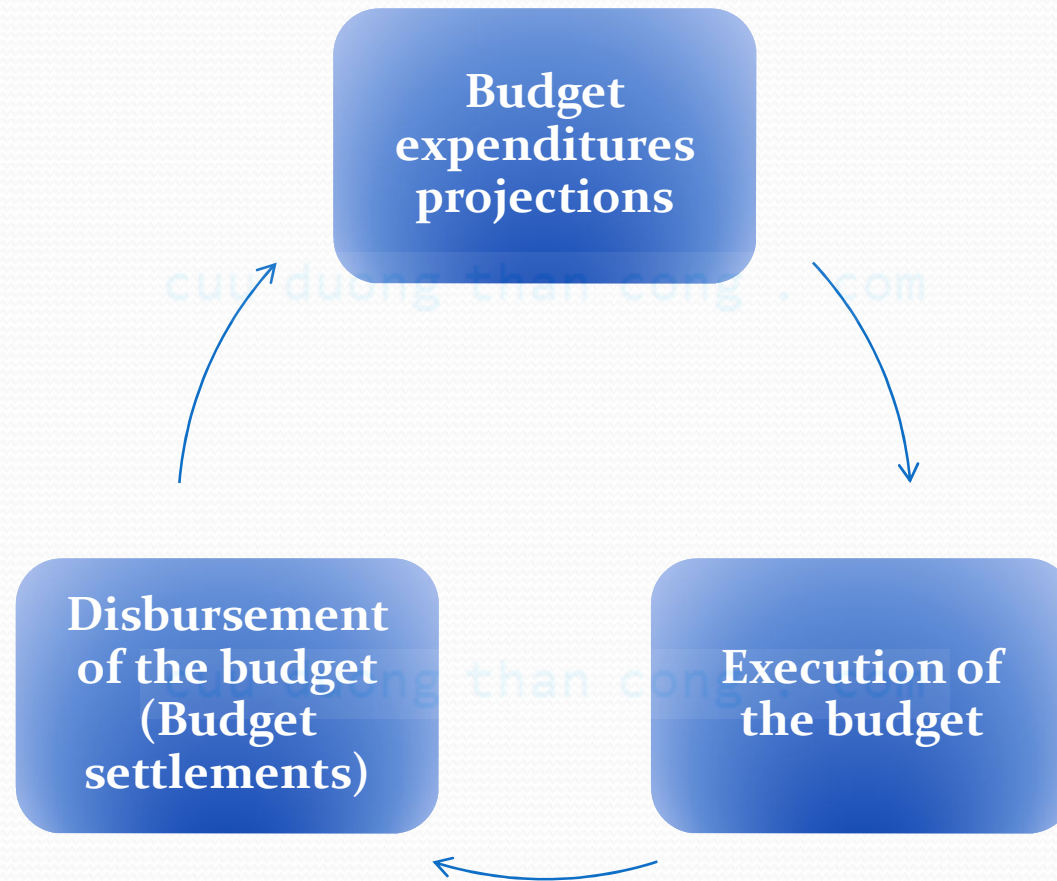 Budget
expenditures
projections
cuu duong than cong . com
Disbursement
of the budget
(Budget
settlements)
Execution of
the budget
cuu duong than cong . com